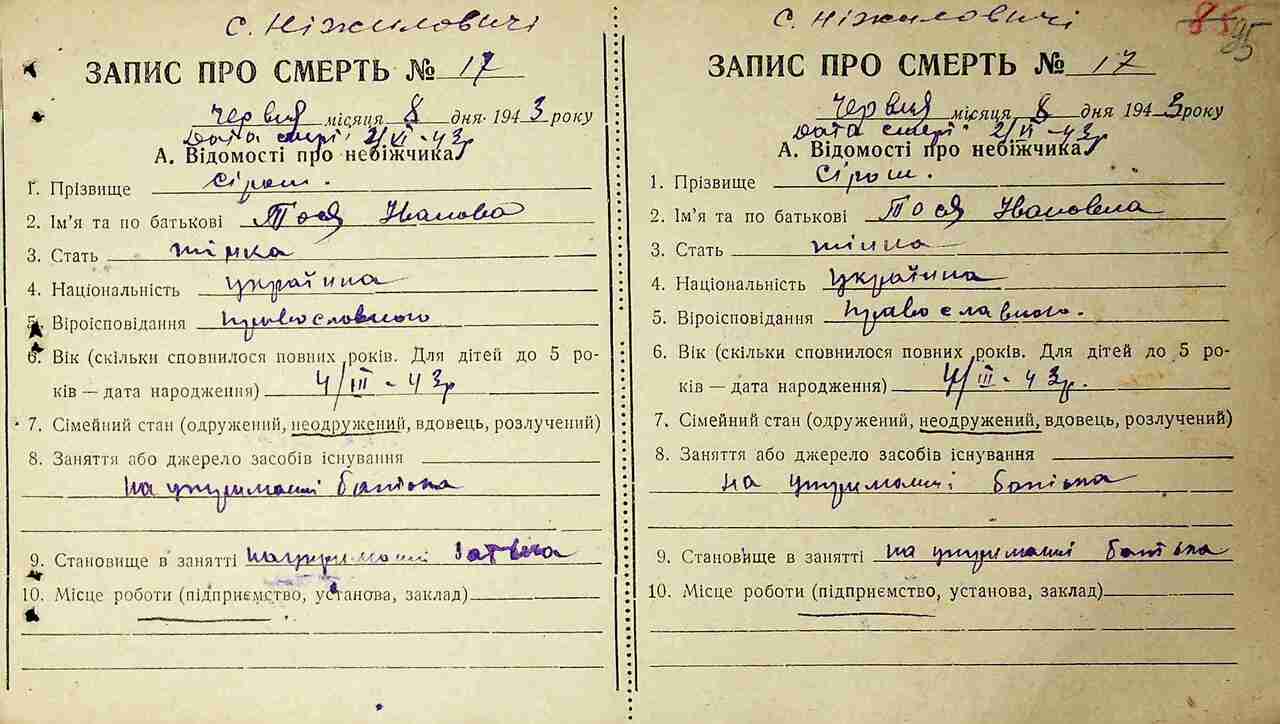 с. Ніжиловичі
ЗАПИС ПРО СМЕРТЬ № 17
Червня місяця 8 дня 1943 року
Дата смерті 2/VI - 43 р
А. Відомості про небіжчика
1. Прізвище Сірош.
2. Ім'я та по батькові Тося Іванова
3. Стать жінка
4. Національність україна
5. Віроісповідання православного
6. Вік (скільки сповнилося повних років. Для дітей до 5 ро-
ків — дата народження) 4/III - 43р
7. Сімейний стан (одружений, неодружений, вдовець, розлучений)
8. Заняття або джерело засобів існування
на утриманні батька
9. Становище в занятті на утриманні батька
10. Місце роботи (підприємство, установа, заклад)
с. Ніжиловичі
85 95
ЗАПИС ПРО СМЕРТЬ № 17
Червня місяця 8 дня 1943 року
Дата смерті 2/VI - 43 р
А. Відомості про небіжчика
1. Прізвище Сірош.
2. Ім'я та по батькові Тося Івановна
3. Стать жінка
4. Національність україна
5. Віроісповідання православного.
6. Вік (скільки сповнилося повних років. Для дітей до 5 ро-
ків — дата народження) 4/III - 43р.
7. Сімейний стан (одружений, неодружений, вдовець, розлучений)
8. Заняття або джерело засобів існування
на утриманні батька
9. Становище в занятті на утриманні батька
10. Місце роботи (підприємство, установа, заклад)